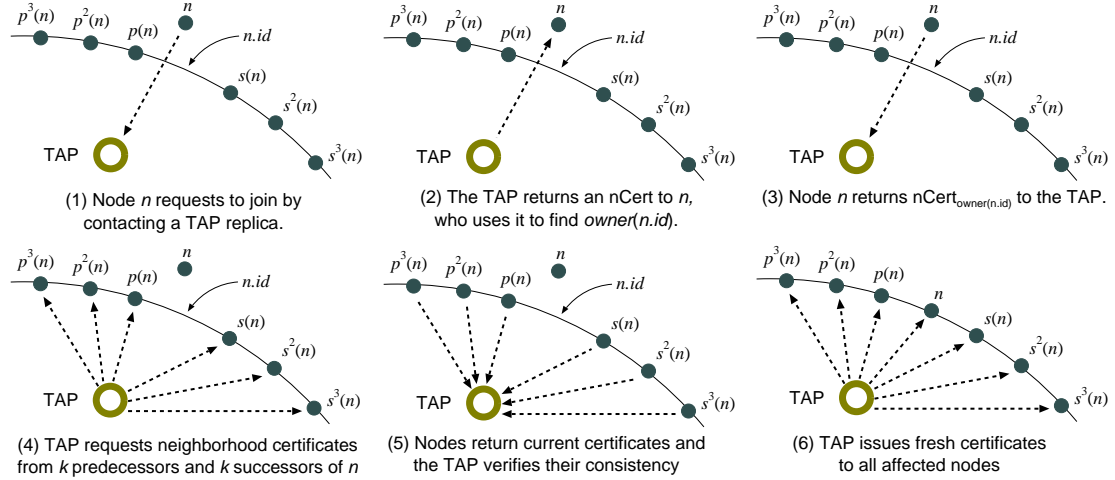 p³(n) p²(n) p(n) n n.id s(n) s²(n) s³(n) TAP
(1) Node n requests to join by
contacting a TAP replica.
p³(n) p²(n) p(n) n n.id s(n) s²(n) s³(n) TAP
(2) The TAP returns an nCert to n,
who uses it to find owner(n.id).
p³(n) p²(n) p(n) n n.id s(n) s²(n) s³(n) TAP
(3) Node n returns nCert_owner(n.id) to the TAP.
p³(n) p²(n) p(n) n n.id s(n) s²(n) s³(n) TAP
(4) TAP requests neighborhood certificates
from k predecessors and k successors of n
p³(n) p²(n) p(n) n n.id s(n) s²(n) s³(n) TAP
(5) Nodes return current certificates and
the TAP verifies their consistency
p³(n) p²(n) p(n) n s(n) s²(n) s³(n) TAP
(6) TAP issues fresh certificates
to all affected nodes